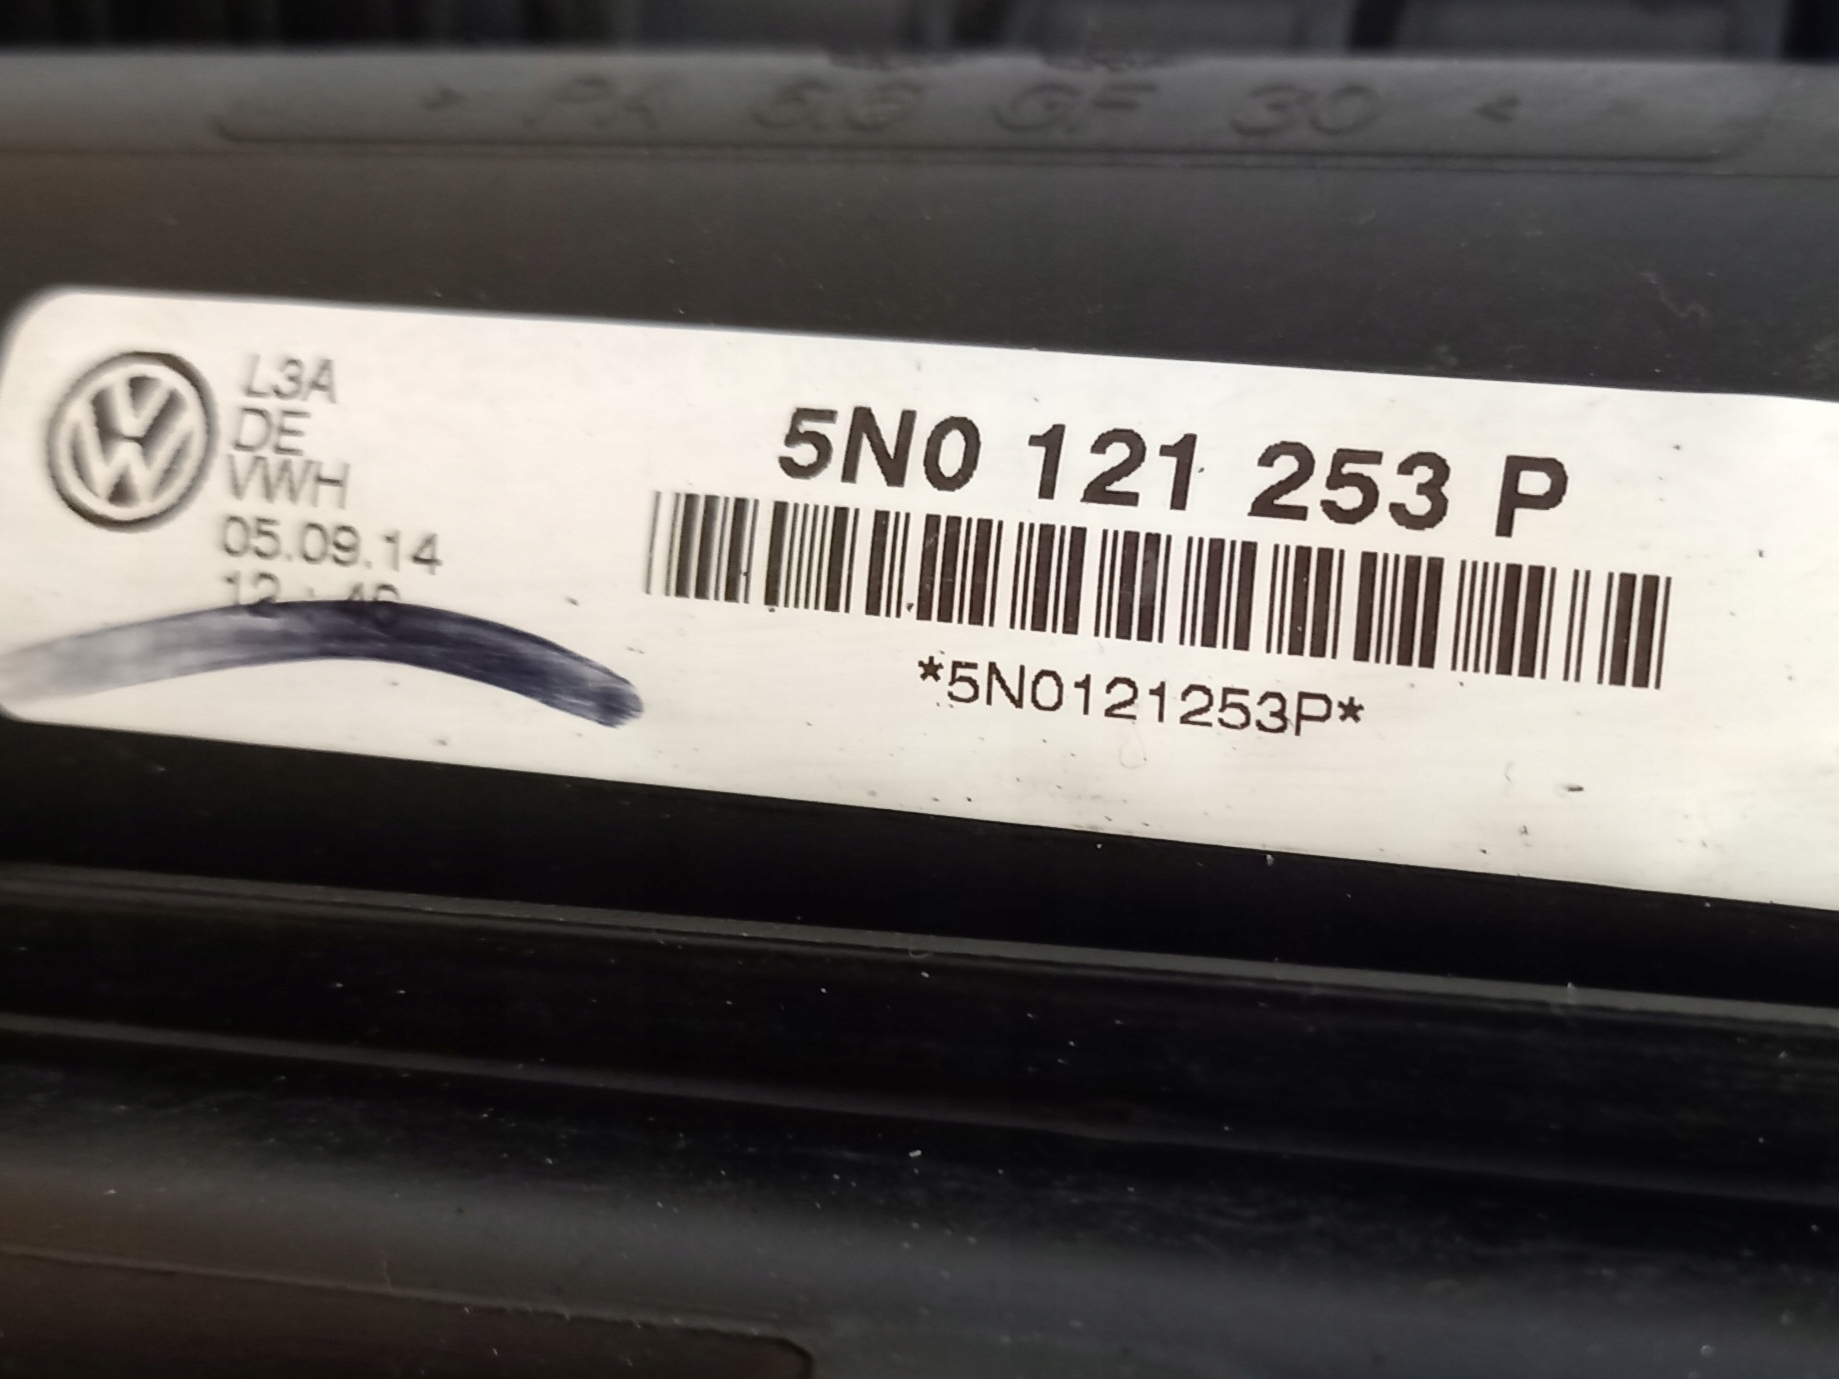 > PA 6.6 GF 30 <
L3A
DE
VWH
05.09.14
5N0 121 253 P
*5N0121253P*